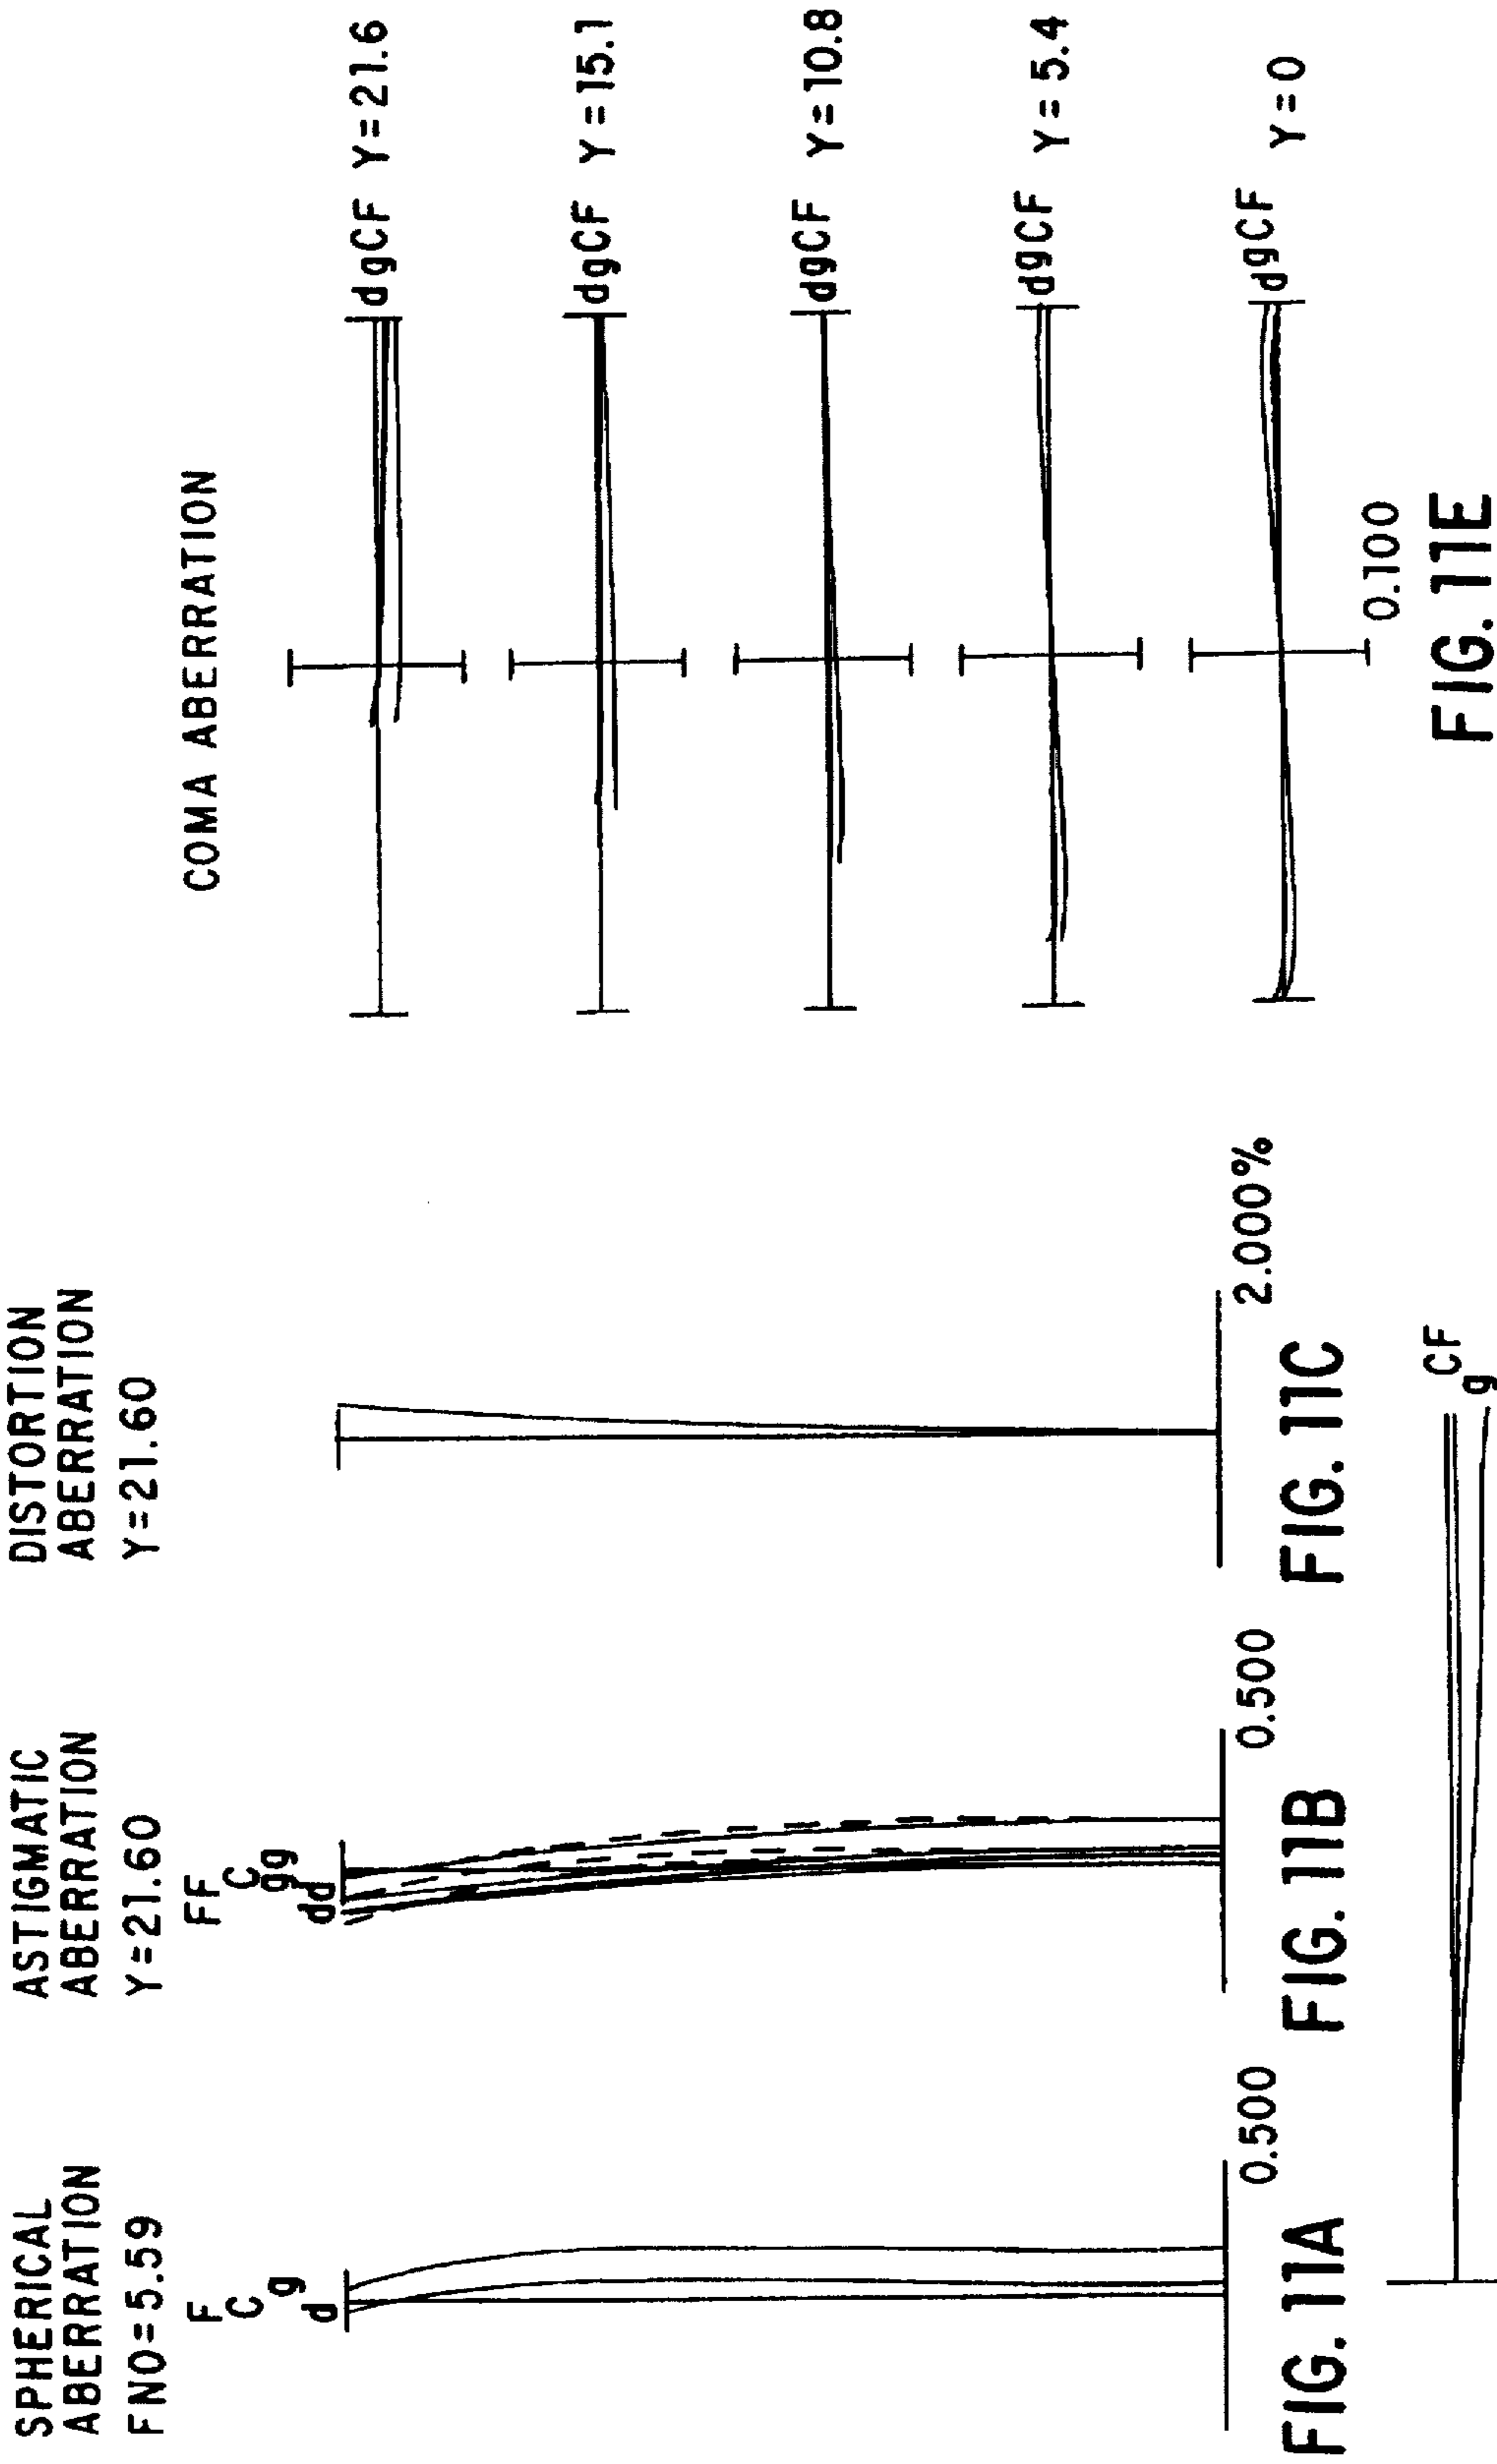 SPHERICAL
ABERRATION
FNO=5.59
F
C
g
d
0.500
FIG. 11A
ASTIGMATIC
ABERRATION
Y=21.60
FF
C
gg
dd
0.500
FIG. 11B
DISTORTION
ABERRATION
Y=21.60
2.000%
FIG. 11C
CF
g
COMA ABERRATION
dgCF Y=21.6
dgCF Y=15.1
dgCF Y=10.8
dgCF Y=5.4
dgCF Y=0
0.100
FIG. 11E